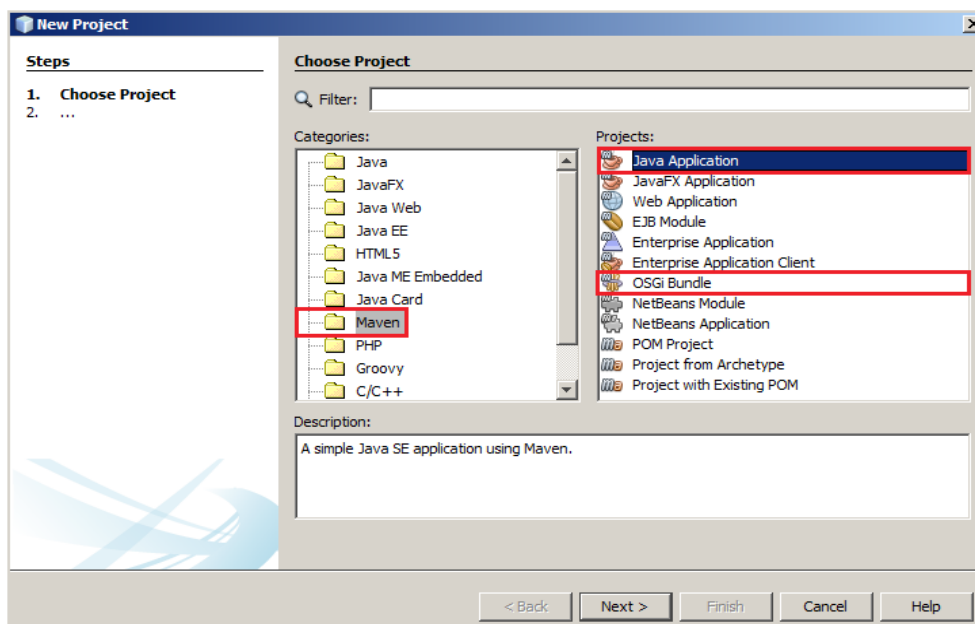 New Project
Steps
1. Choose Project
2. ...
Choose Project
Filter:
Categories:
Java
JavaFX
Java Web
Java EE
HTML5
Java ME Embedded
Java Card
Maven
PHP
Groovy
C/C++
Projects:
Java Application
JavaFX Application
Web Application
EJB Module
Enterprise Application
Enterprise Application Client
OSGi Bundle
NetBeans Module
NetBeans Application
POM Project
Project from Archetype
Project with Existing POM
Description:
A simple Java SE application using Maven.
< Back
Next >
Finish
Cancel
Help